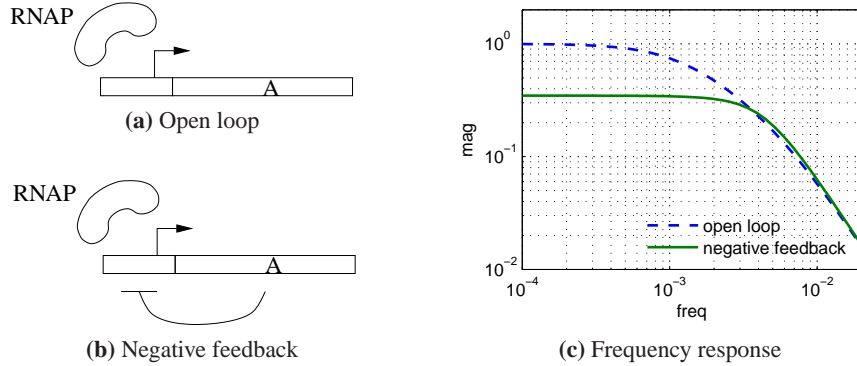 RNAP
A
(a) Open loop
RNAP
A
(b) Negative feedback
mag
10^0
10^-1
10^-2
open loop
negative feedback
10^-4
10^-3
10^-2
freq
(c) Frequency response